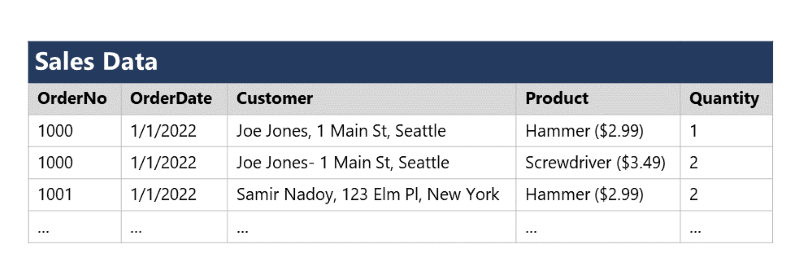 Sales Data
OrderNo OrderDate Customer Product Quantity
1000 1/1/2022 Joe Jones, 1 Main St, Seattle Hammer ($2.99) 1
1000 1/1/2022 Joe Jones- 1 Main St, Seattle Screwdriver ($3.49) 2
1001 1/1/2022 Samir Nadoy, 123 Elm Pl, New York Hammer ($2.99) 2
... ... ... ... ...